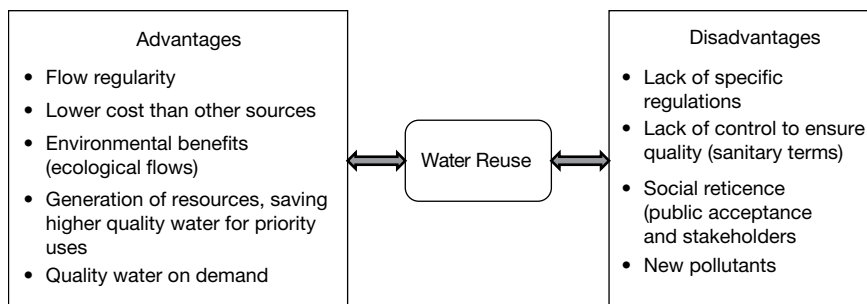 Advantages
• Flow regularity
• Lower cost than other sources
• Environmental benefits
(ecological flows)
• Generation of resources, saving
higher quality water for priority
uses
• Quality water on demand
Water Reuse
Disadvantages
• Lack of specific
regulations
• Lack of control to ensure
quality (sanitary terms)
• Social reticence
(public acceptance
and stakeholders
• New pollutants